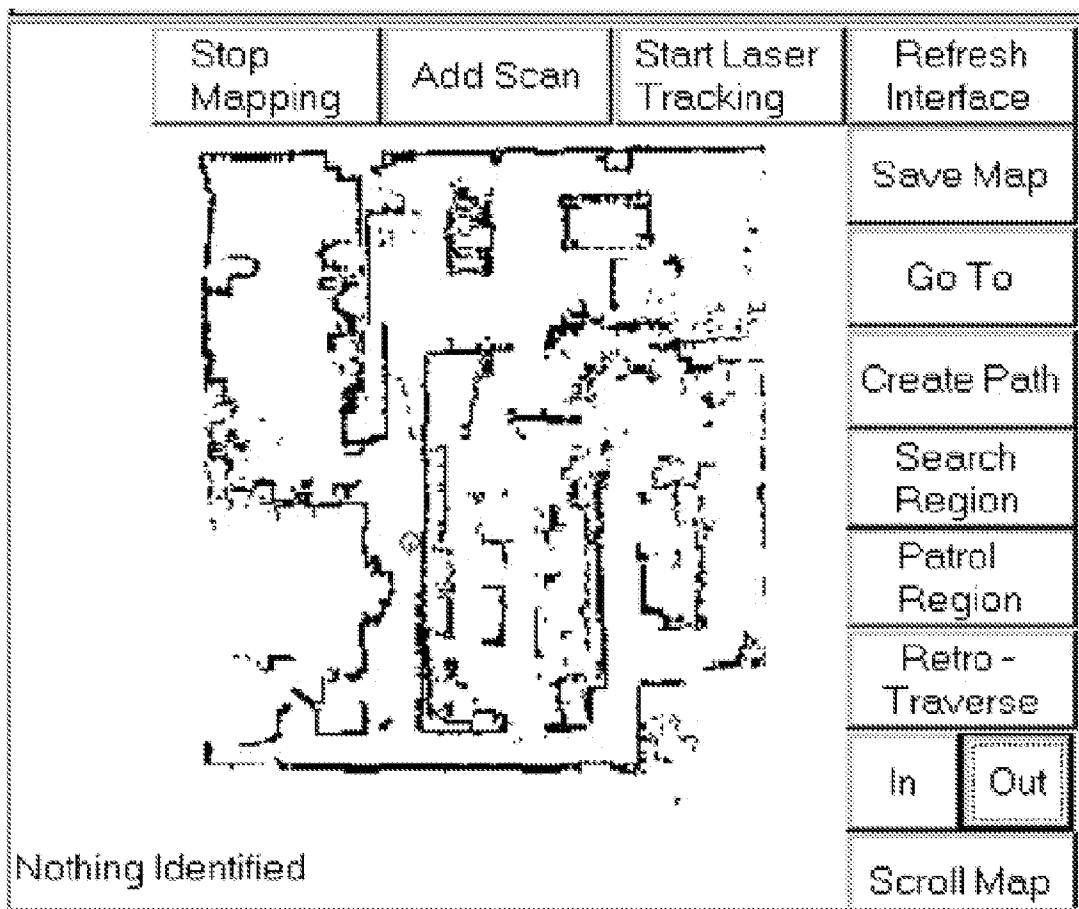 Stop
Mapping
Add Scan
Start Laser
Tracking
Refresh
Interface
Save Map
Go To
Create Path
Search
Region
Patrol
Region
Retro -
Traverse
In
Out
Nothing Identified
Scroll Map